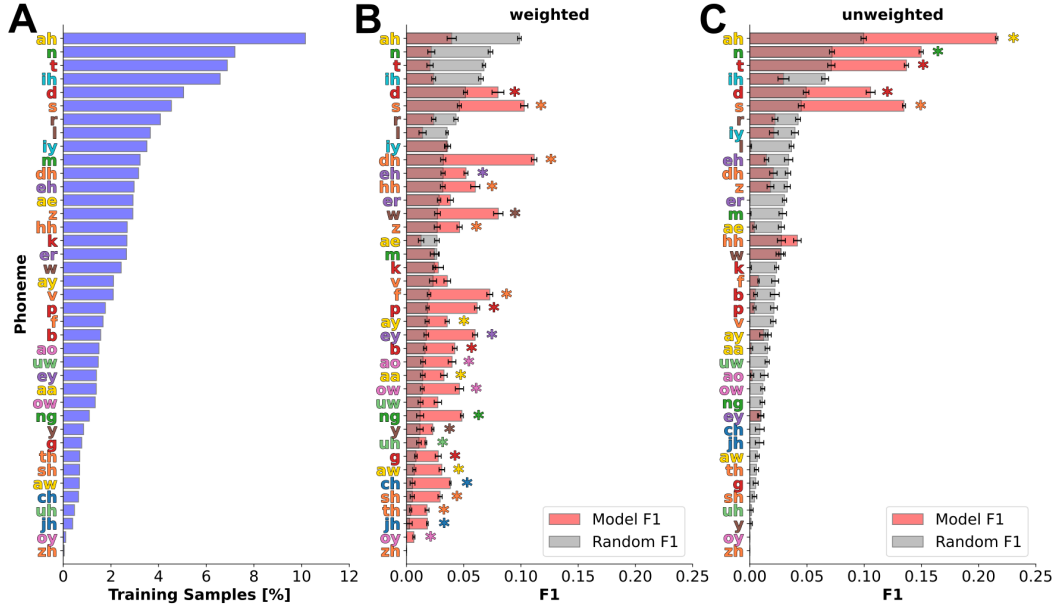 A
B
C
weighted
unweighted
Phoneme
ah
n
t
ih
d
s
r
l
iy
m
dh
eh
ae
z
hh
k
er
w
ay
v
p
f
b
ao
uw
ey
aa
ow
ng
y
g
th
sh
aw
ch
uh
jh
oy
zh
0 2 4 6 8 10 12
Training Samples [%]
ah
n
t
ih
d *
s *
r
l
iy
dh *
eh *
hh *
er
w *
z *
ae
m
k
v
f *
p *
ay *
ey *
b *
ao *
aa *
ow *
uw
ng *
y *
uh *
g *
aw *
ch *
sh *
th *
jh *
oy *
zh
Model F1
Random F1
0.00 0.05 0.10 0.15 0.20 0.25
F1
ah *
n *
t *
ih
d *
s *
r
iy
l
eh
dh
z
er
m
ae
hh
w
k
f
b
p
v
ay
aa
uw
ao
ow
ng
ey
ch
jh
aw
th
g
sh
uh
y
oy
zh
Model F1
Random F1
0.00 0.05 0.10 0.15 0.20 0.25
F1